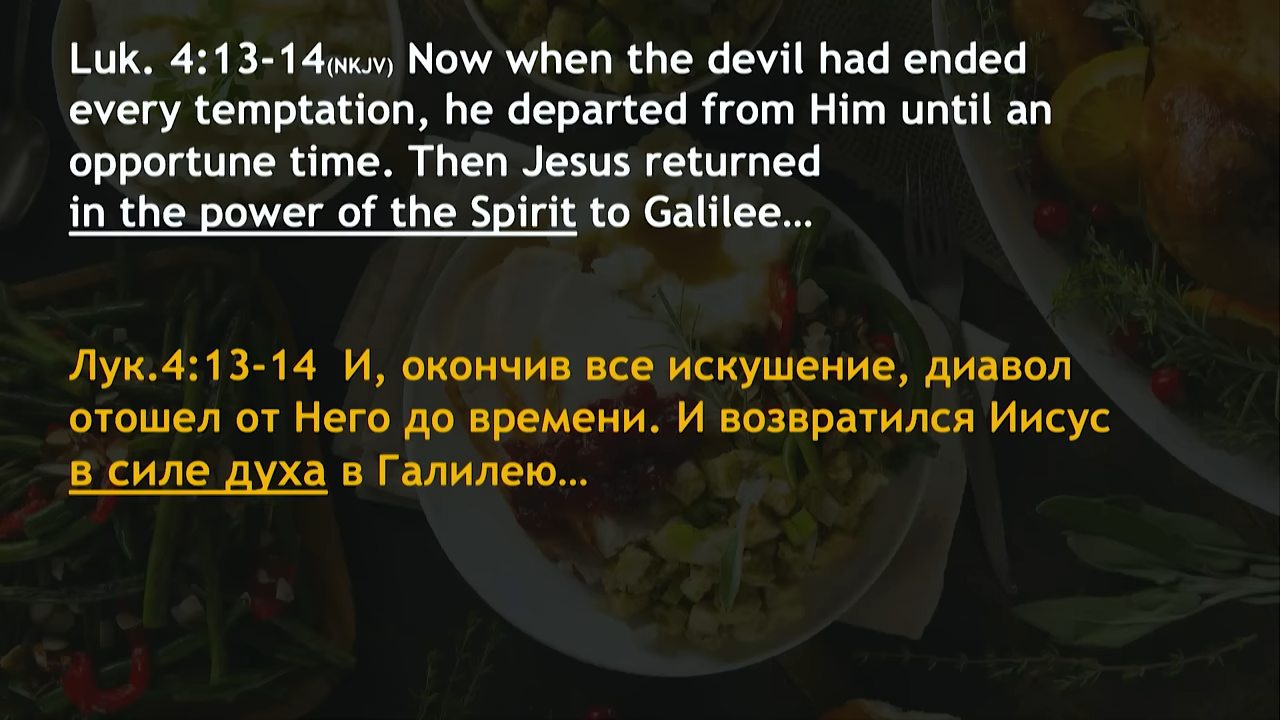 Luk. 4:13-14(NKJV) Now when the devil had ended
every temptation, he departed from Him until an
opportune time. Then Jesus returned
in the power of the Spirit to Galilee…
Лук.4:13-14 И, окончив все искушение, диавол
отошел от Него до времени. И возвратился Иисус
в силе духа в Галилею…